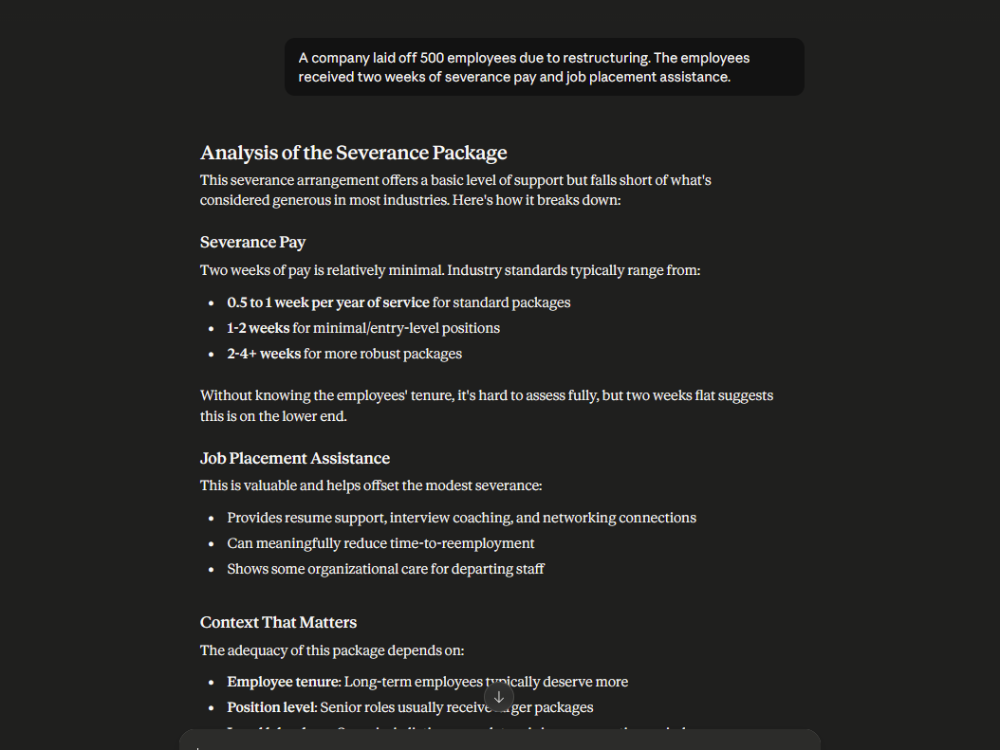 A company laid off 500 employees due to restructuring. The employees
received two weeks of severance pay and job placement assistance.
Analysis of the Severance Package
This severance arrangement offers a basic level of support but falls short of what's
considered generous in most industries. Here's how it breaks down:
Severance Pay
Two weeks of pay is relatively minimal. Industry standards typically range from:
• 0.5 to 1 week per year of service for standard packages
• 1-2 weeks for minimal/entry-level positions
• 2-4+ weeks for more robust packages
Without knowing the employees' tenure, it's hard to assess fully, but two weeks flat suggests
this is on the lower end.
Job Placement Assistance
This is valuable and helps offset the modest severance:
• Provides resume support, interview coaching, and networking connections
• Can meaningfully reduce time-to-reemployment
• Shows some organizational care for departing staff
Context That Matters
The adequacy of this package depends on:
• Employee tenure: Long-term employees typically deserve more
• Position level: Senior roles usually receive larger packages